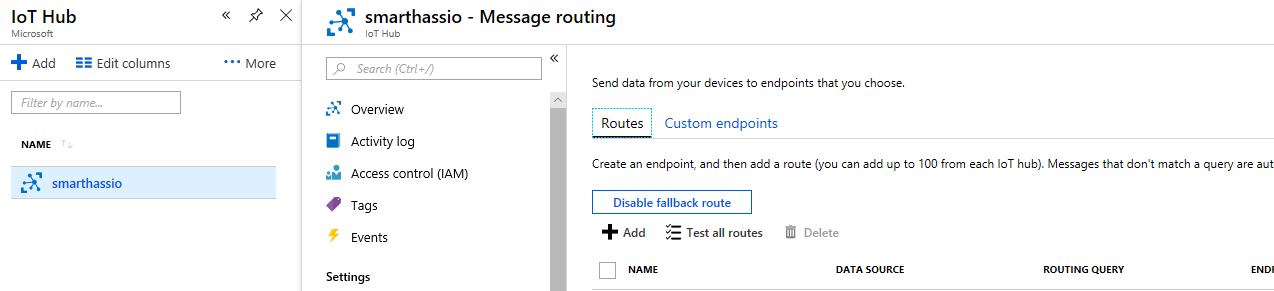 IoT Hub
Microsoft
Add
Edit columns
More
Filter by name...
NAME
smarthassio
smarthassio - Message routing
IoT Hub
Search (Ctrl+/)
Overview
Activity log
Access control (IAM)
Tags
Events
Settings
Send data from your devices to endpoints that you choose.
Routes
Custom endpoints
Create an endpoint, and then add a route (you can add up to 100 from each IoT hub). Messages that don't match a query are aut
Disable fallback route
Add
Test all routes
Delete
NAME
DATA SOURCE
ROUTING QUERY
END